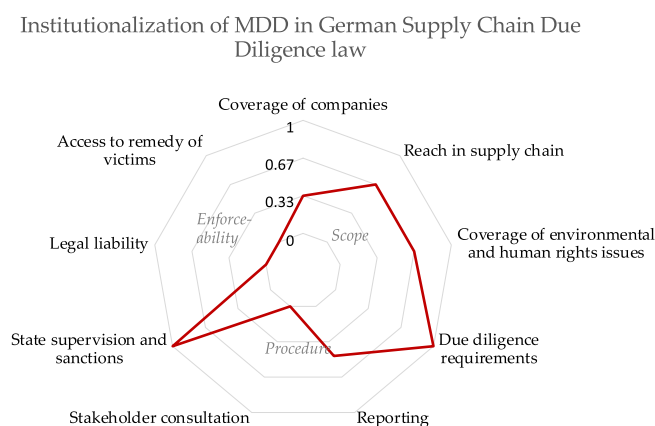 Institutionalization of MDD in German Supply Chain Due
Diligence law
Coverage of companies
1
Access to remedy of
victims
Reach in supply chain
0.67
0.33
Enforce-
ability
Scope
0
Legal liability
Coverage of environmental
and human rights issues
State supervision and
sanctions
Due diligence
requirements
Procedure
Stakeholder consultation
Reporting